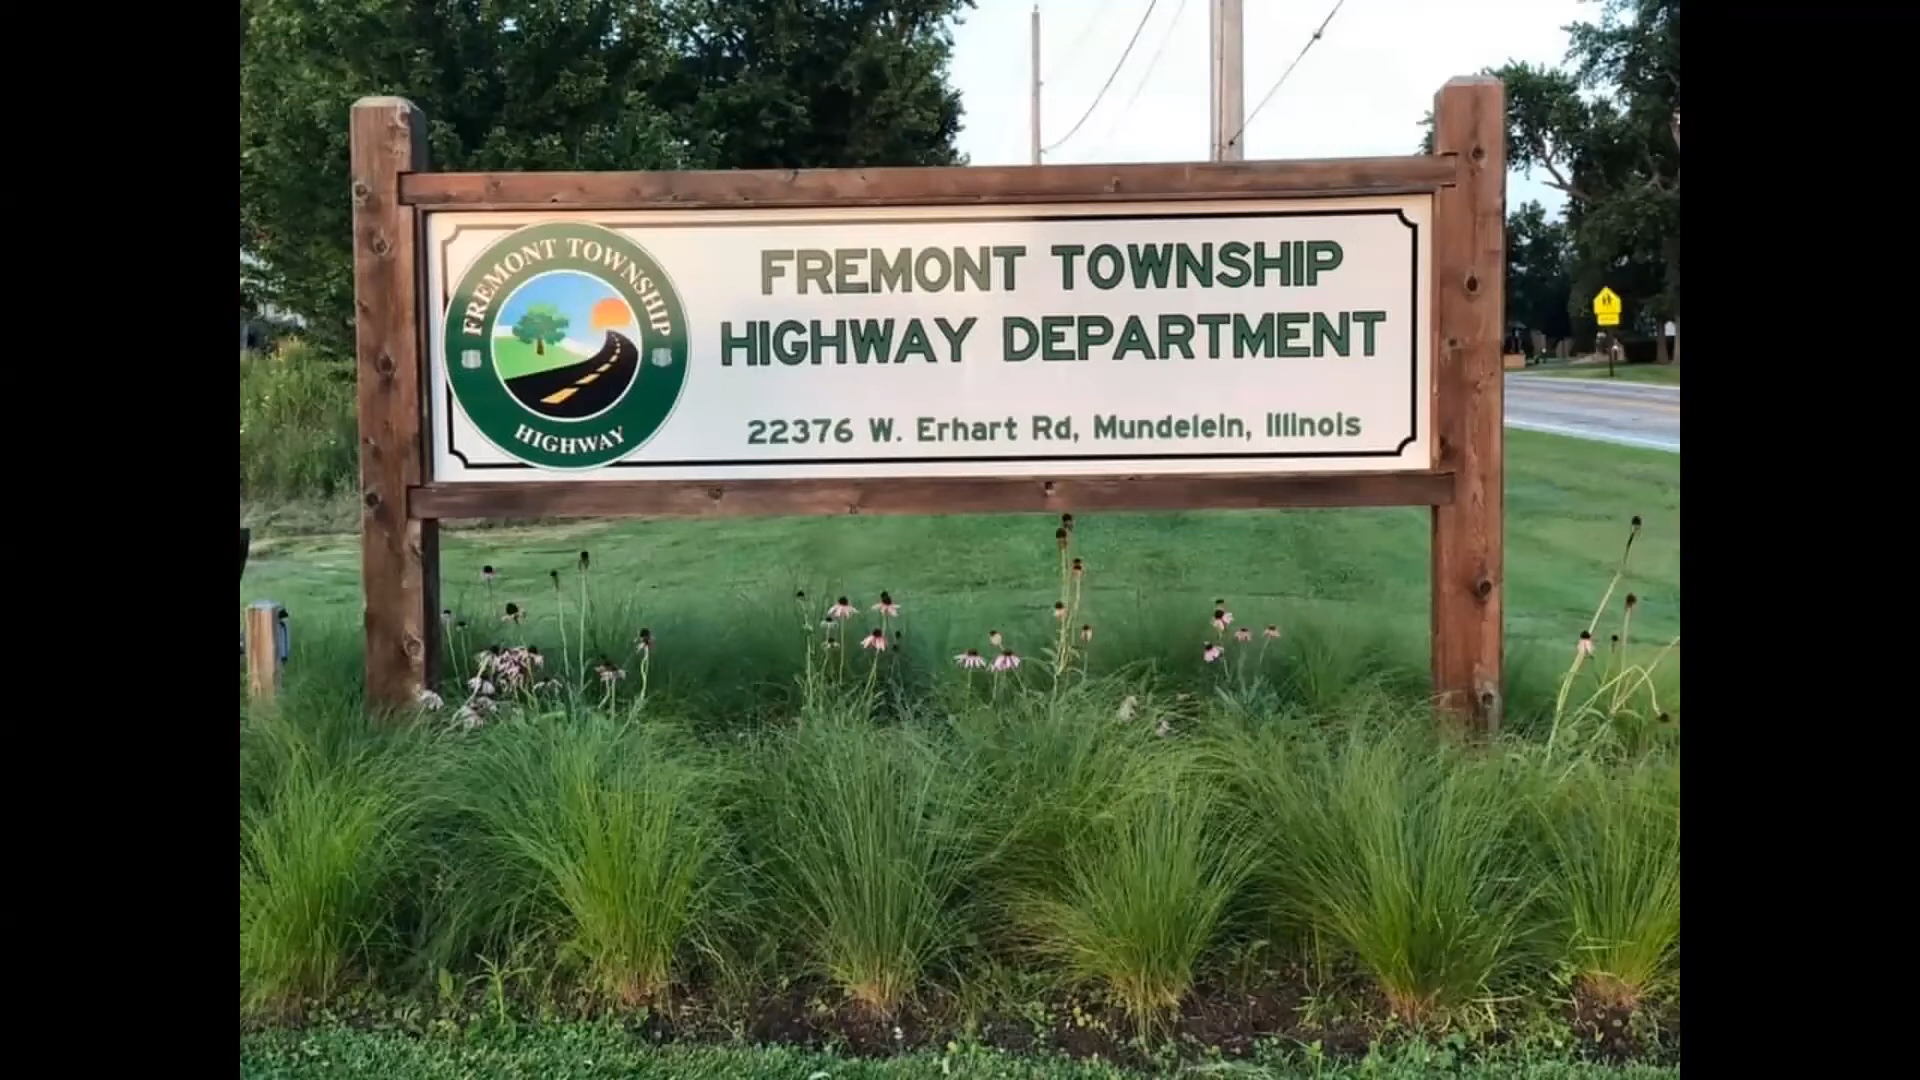 FREMONT TOWNSHIP
HIGHWAY
FREMONT TOWNSHIP
HIGHWAY DEPARTMENT
22376 W. Erhart Rd, Mundelein, Illinois